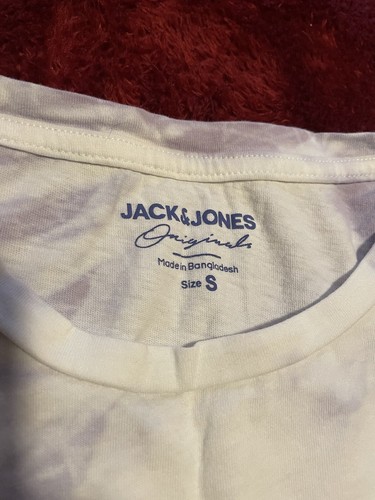 JACK&JONES
Originals
Made in Bangladesh
Size S